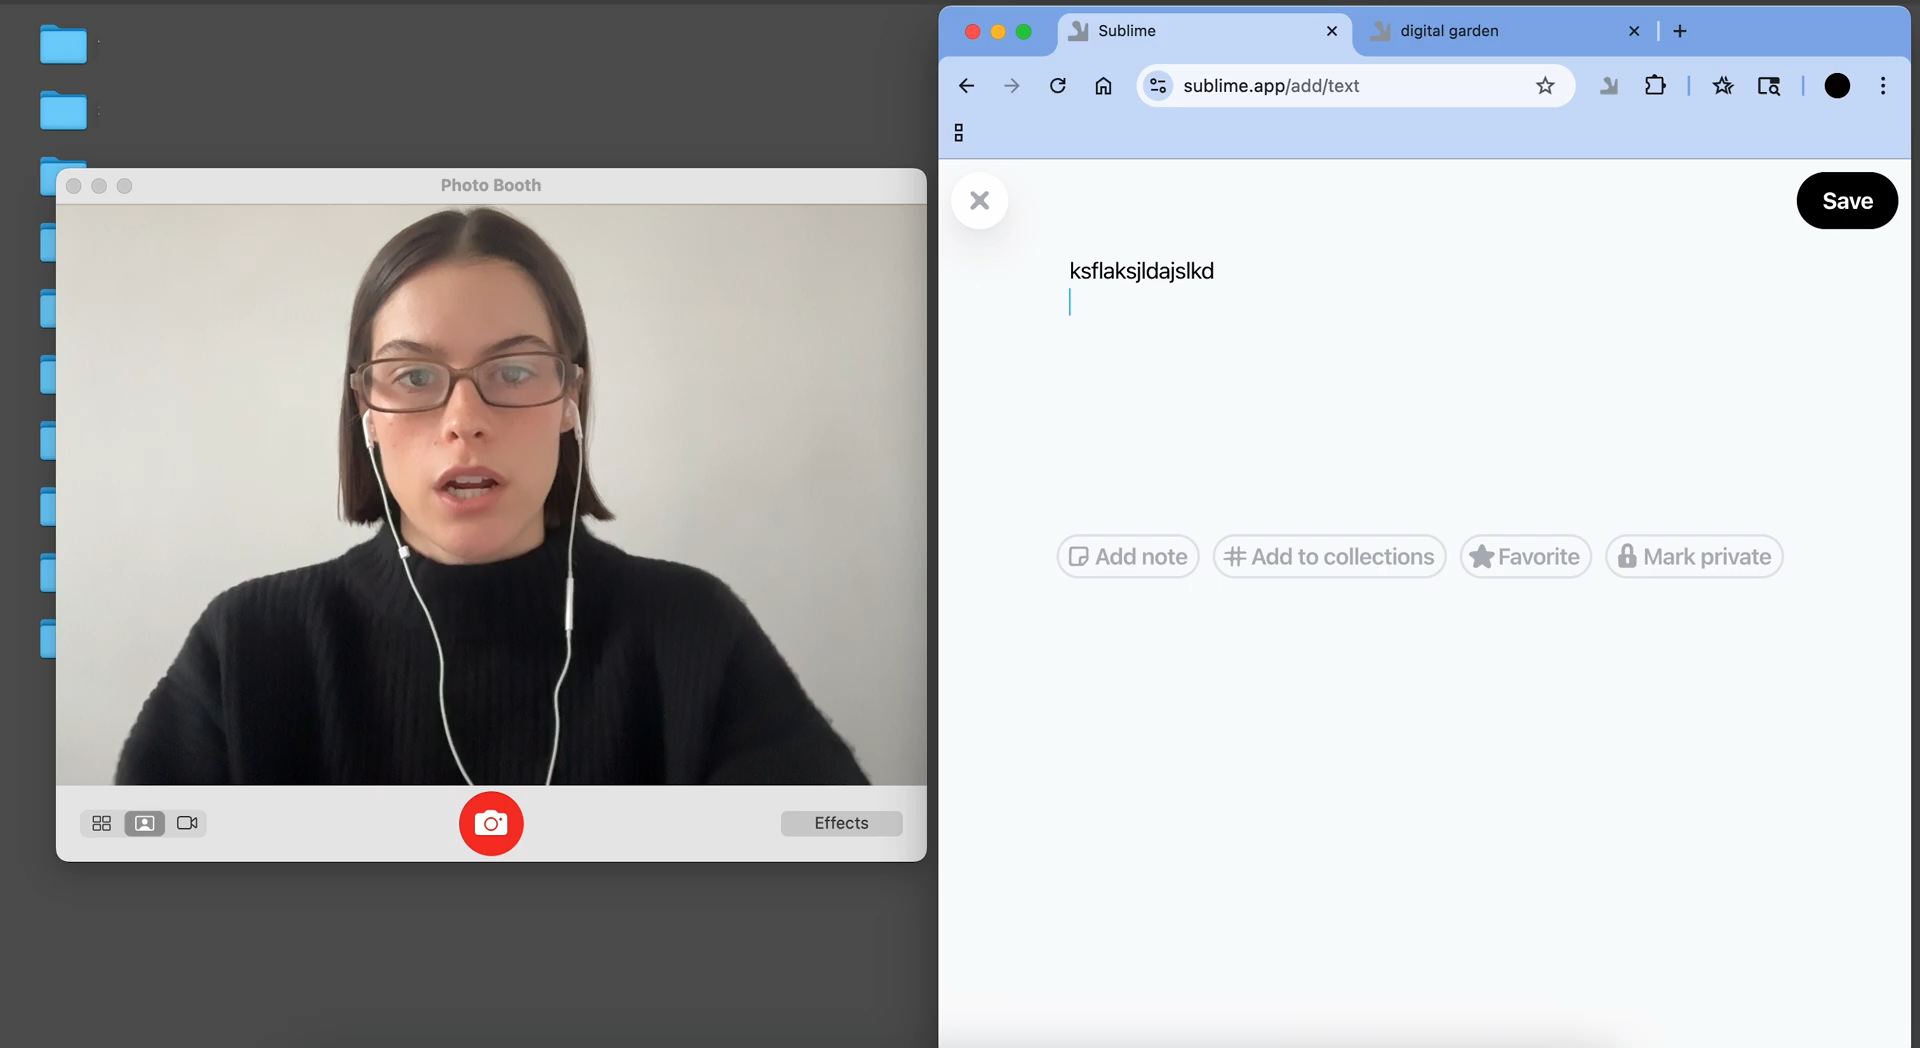 Photo Booth
Effects
Sublime
digital garden
sublime.app/add/text
Save
ksflaksjldajslkd
Add note
Add to collections
Favorite
Mark private